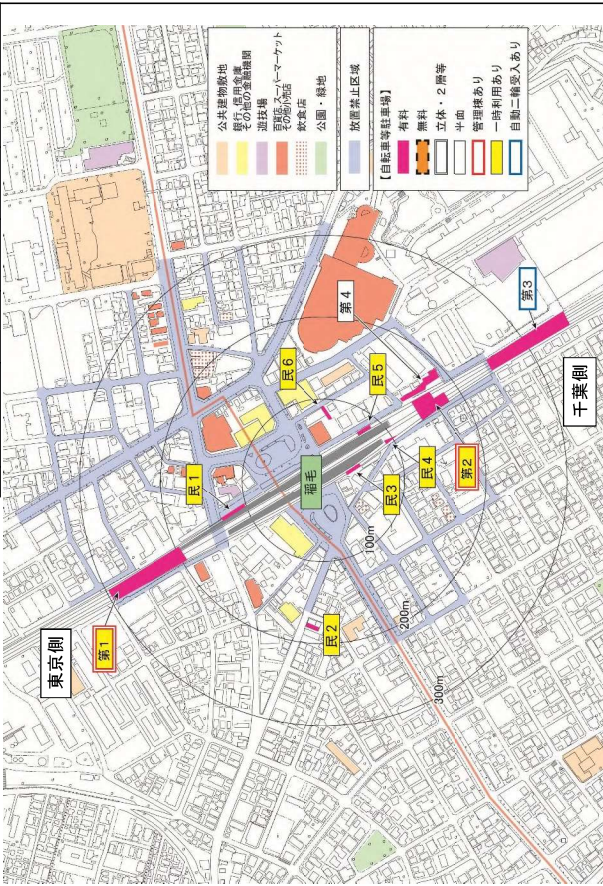 公共建物敷地
銀行、信用金庫
その他の金融機関
遊技場
百貨店、スーパーマーケット
その他小売店
飲食店
公園・緑地
放置禁止区域
【自転車等駐車場】
有料
無料
立体・2層等
平面
管理棟あり
一時利用あり
自動二輪受入あり
東京側
第1
民1
民2
稲毛
民6
民5
第4
民3
民4
第2
第3
千葉側
100m
200m
300m